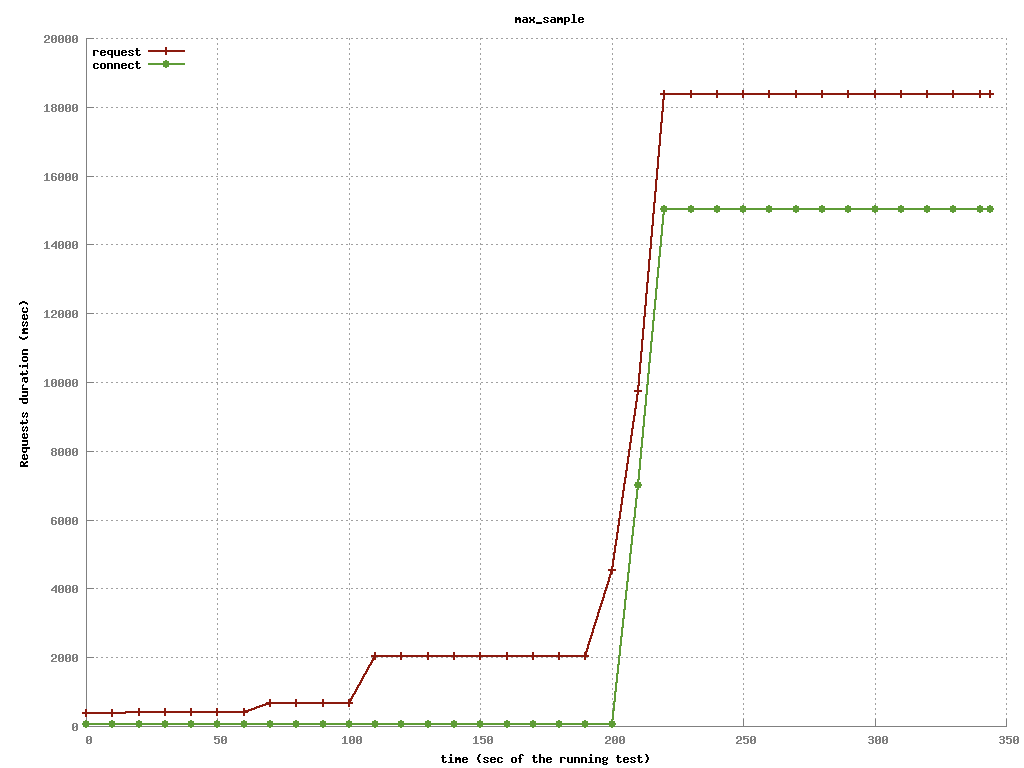 max_sample
request
connect
20000
18000
16000
14000
12000
10000
8000
6000
4000
2000
0
Requests duration (msec)
0 50 100 150 200 250 300 350
time (sec of the running test)